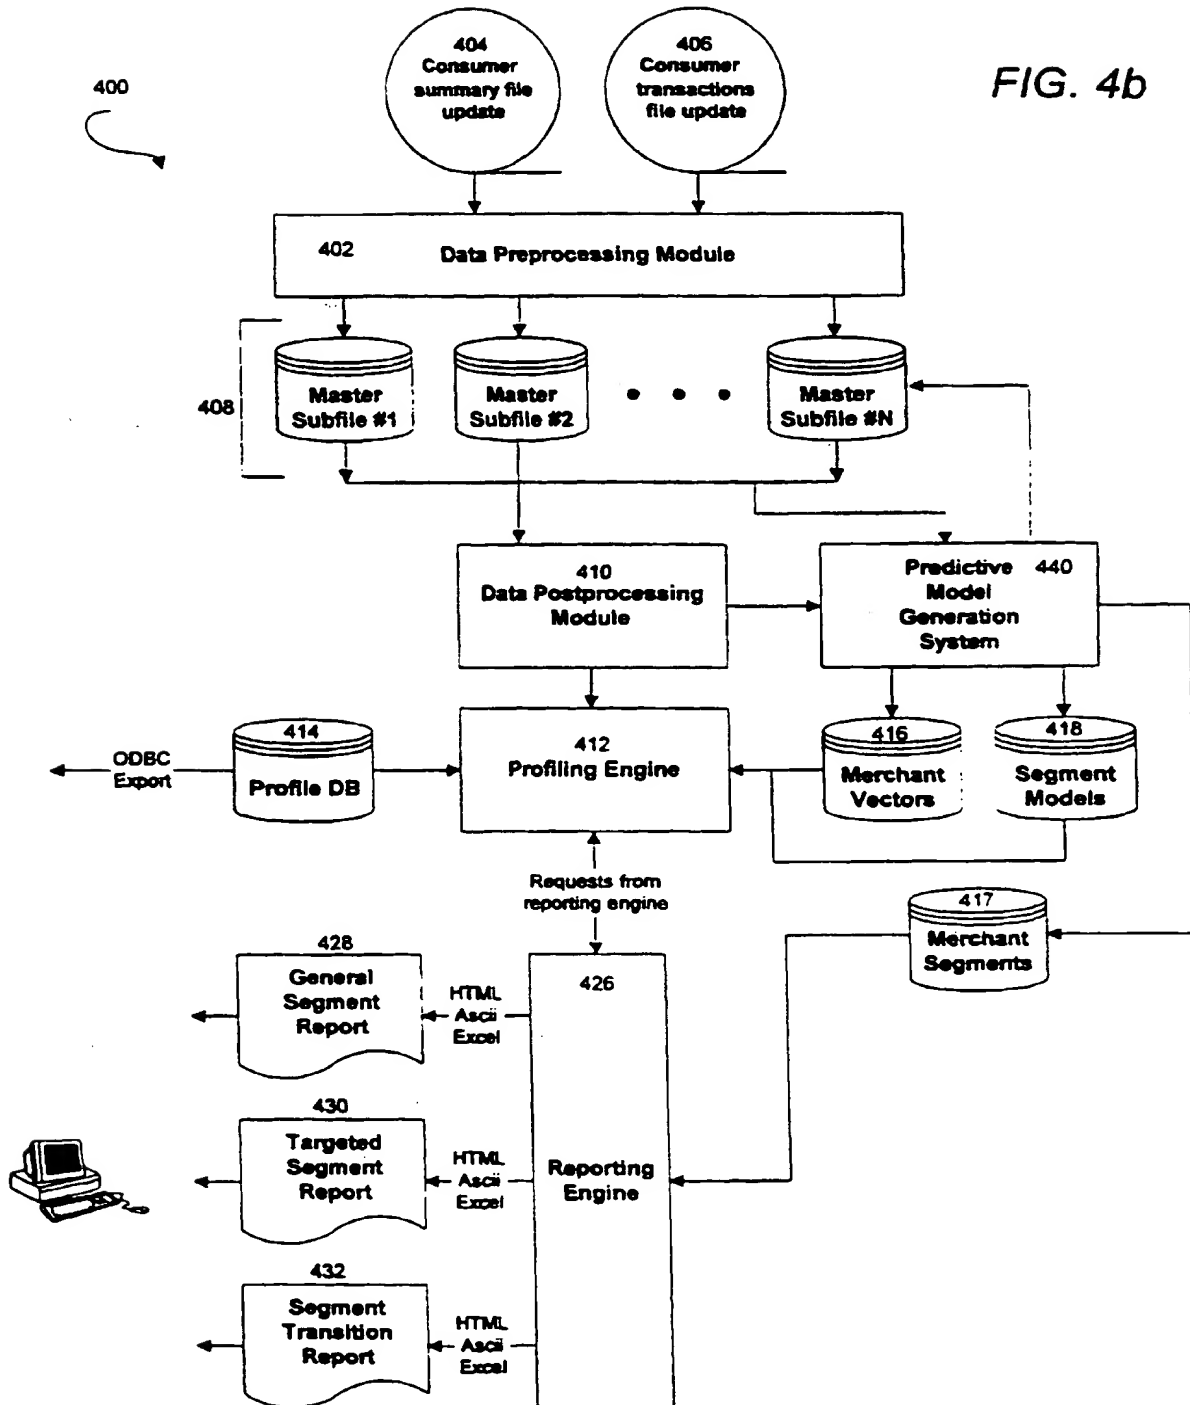 FIG. 4b
400
404
Consumer
summary file
update
406
Consumer
transactions
file update
402
Data Preprocessing Module
408
Master
Subfile #1
Master
Subfile #2
Master
Subfile #N
410
Data Postprocessing
Module
Predictive
Model
Generation
System
440
ODBC
Export
414
Profile DB
412
Profiling Engine
416
Merchant
Vectors
418
Segment
Models
Requests from
reporting engine
417
Merchant
Segments
428
General
Segment
Report
HTML
Ascii
Excel
426
Reporting
Engine
430
Targeted
Segment
Report
HTML
Ascii
Excel
432
Segment
Transition
Report
HTML
Ascii
Excel